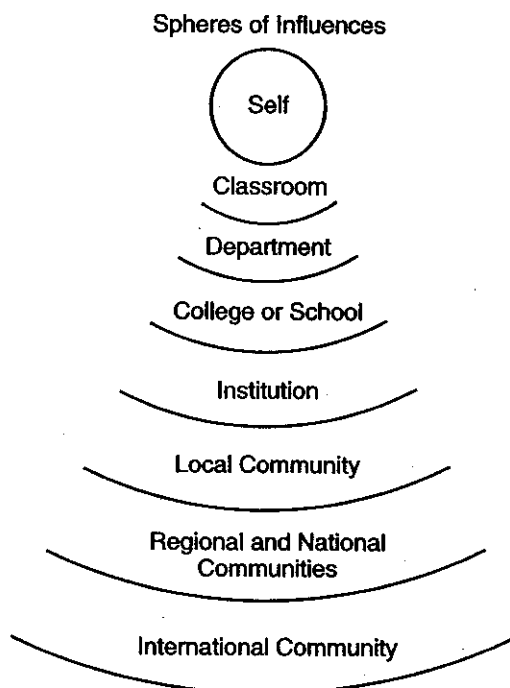 Spheres of Influences
Self
Classroom
Department
College or School
Institution
Local Community
Regional and National
Communities
International Community